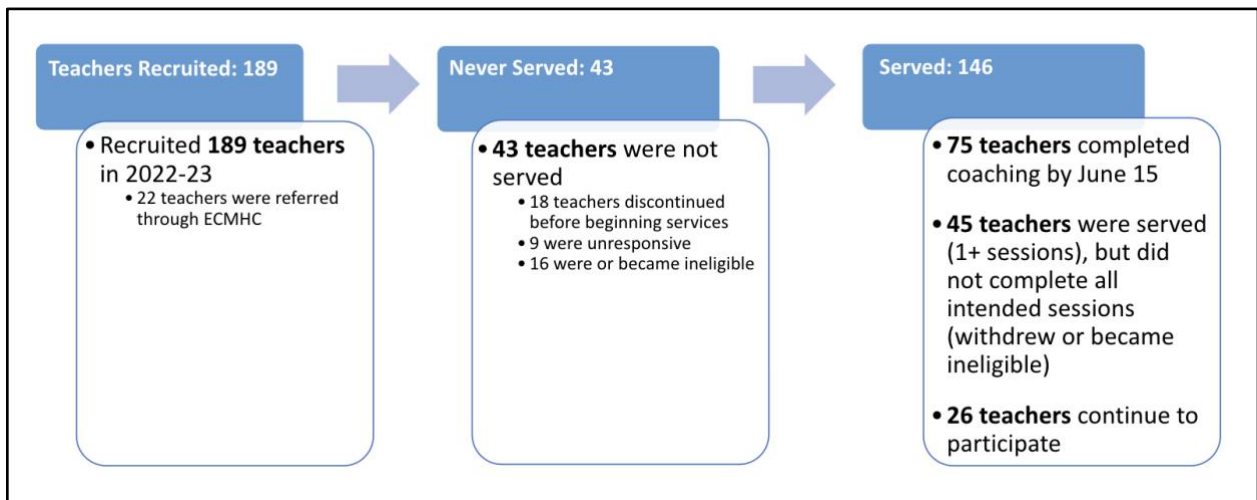 Teachers Recruited: 189
• Recruited 189 teachers
in 2022-23
• 22 teachers were referred
through ECMHC
Never Served: 43
• 43 teachers were not
served
• 18 teachers discontinued
before beginning services
• 9 were unresponsive
• 16 were or became ineligible
Served: 146
• 75 teachers completed
coaching by June 15
• 45 teachers were served
(1+ sessions), but did
not complete all
intended sessions
(withdrew or became
ineligible)
• 26 teachers continue to
participate